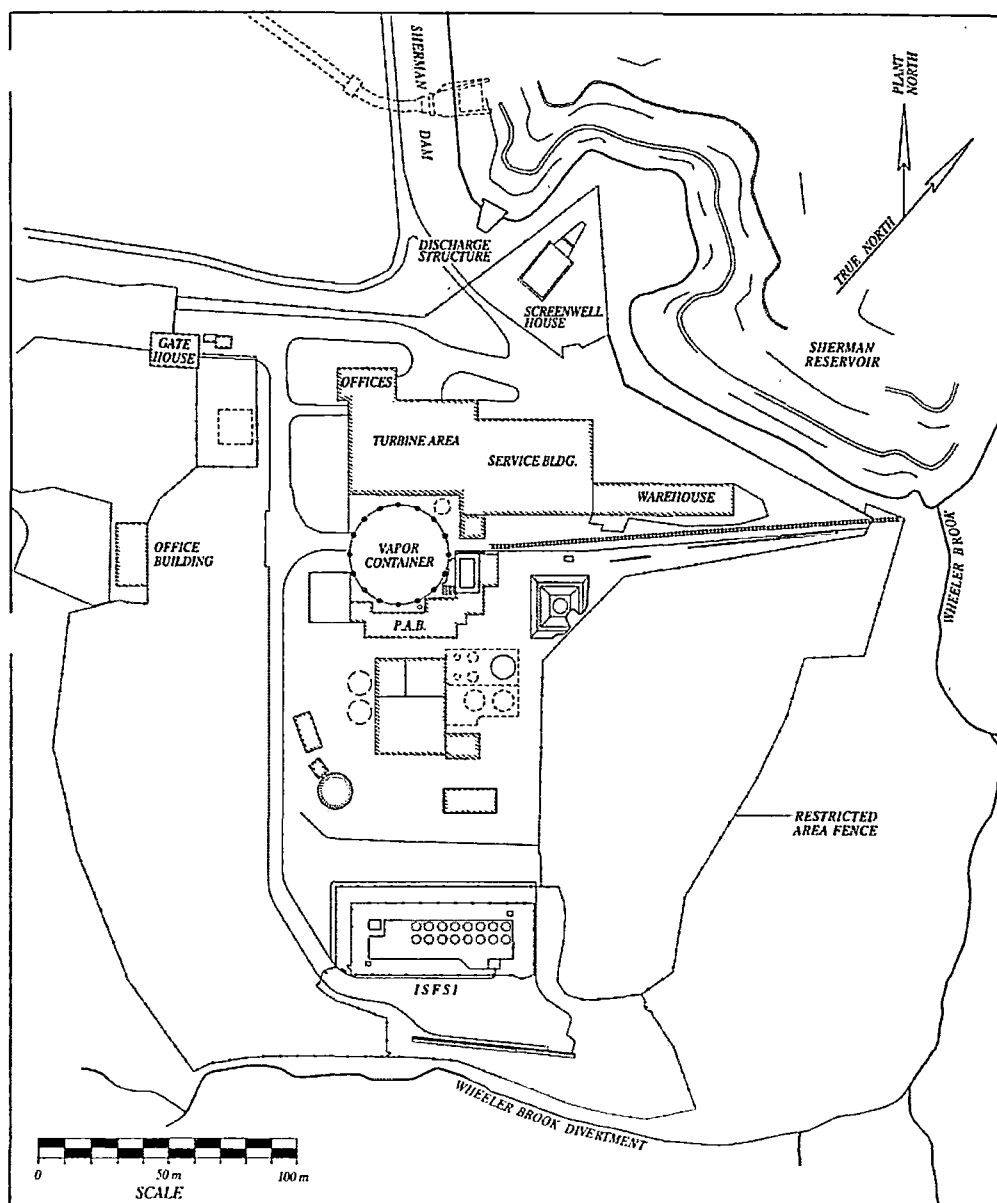 SHERMAN
DAM
PLANT
NORTH
TRUE NORTH
DISCHARGE
STRUCTURE
SCREENWELL
HOUSE
SHERMAN
RESERVOIR
GATE
HOUSE
OFFICES
TURBINE AREA
SERVICE BLDG.
WAREHOUSE
OFFICE
BUILDING
VAPOR
CONTAINER
WHEELER BROOK
P.A.B.
RESTRICTED
AREA FENCE
ISFSI
WHEELER BROOK DIVERTMENT
0 50 m 100 m
SCALE